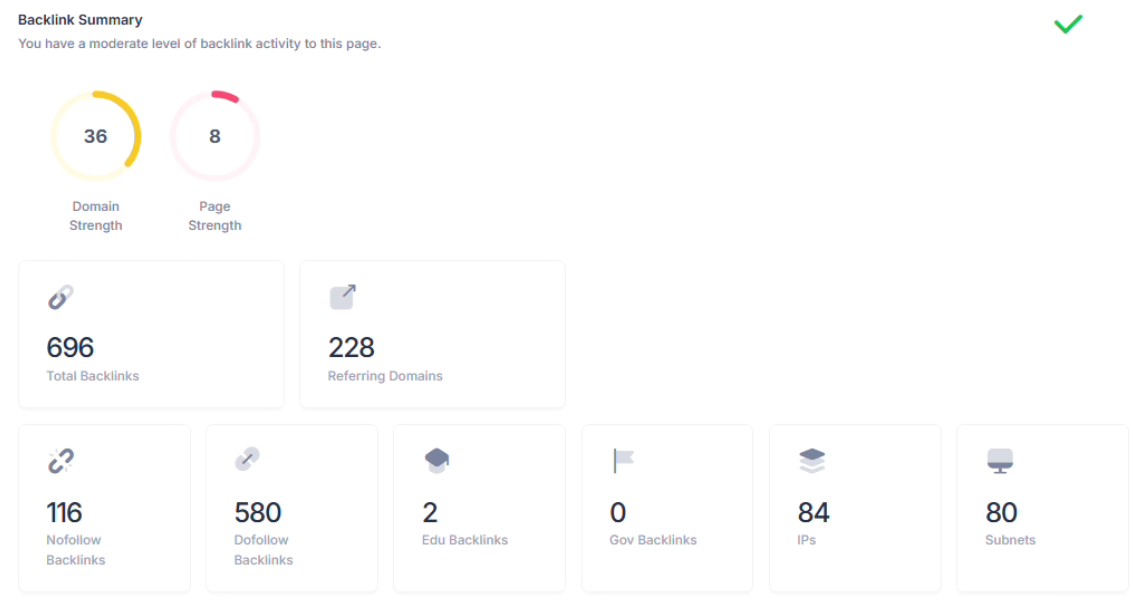 Backlink Summary
You have a moderate level of backlink activity to this page.
36
8
Domain
Strength
Page
Strength
696
Total Backlinks
228
Referring Domains
116
Nofollow
Backlinks
580
Dofollow
Backlinks
2
Edu Backlinks
0
Gov Backlinks
84
IPs
80
Subnets